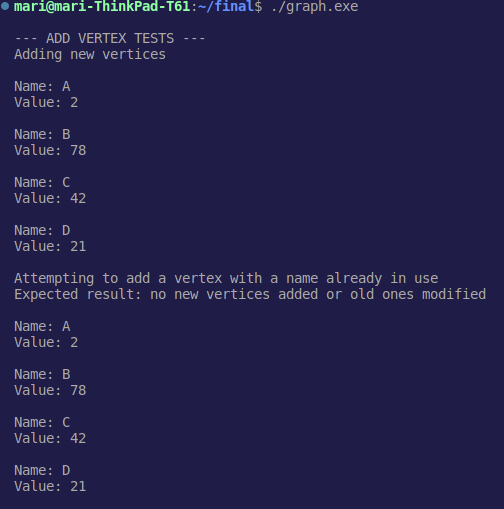 mari@mari-ThinkPad-T61:~/final$ ./graph.exe
--- ADD VERTEX TESTS ---
Adding new vertices
Name: A
Value: 2
Name: B
Value: 78
Name: C
Value: 42
Name: D
Value: 21
Attempting to add a vertex with a name already in use
Expected result: no new vertices added or old ones modified
Name: A
Value: 2
Name: B
Value: 78
Name: C
Value: 42
Name: D
Value: 21